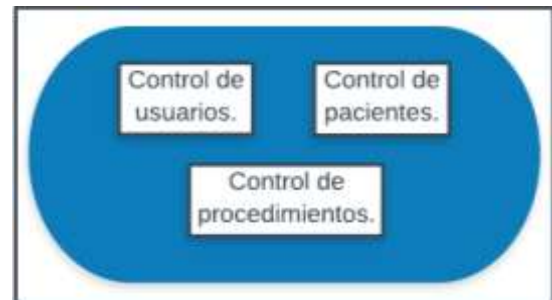 Control de
usuarios.
Control de
pacientes.
Control de
procedimientos.